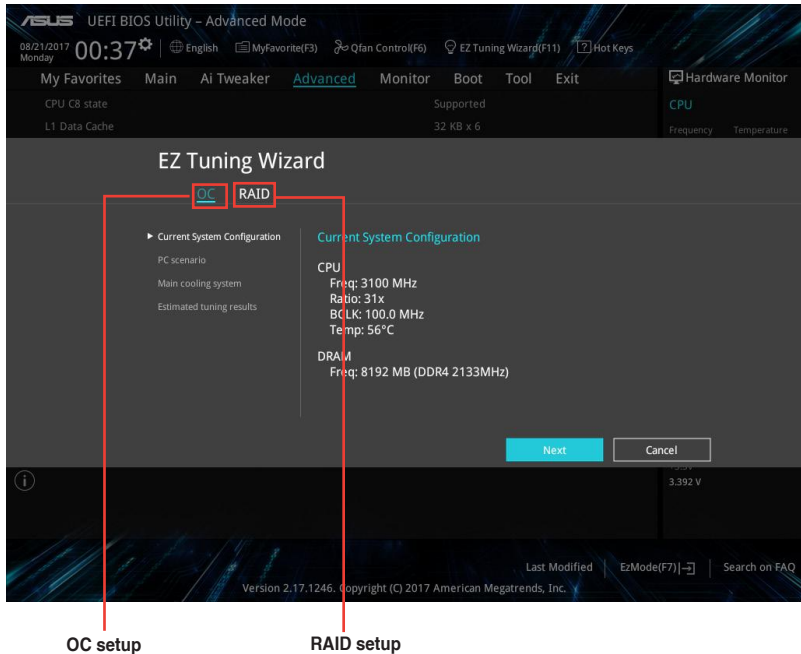 ASUS UEFI BIOS Utility – Advanced Mode
08/21/2017 Monday 00:37 English MyFavorite(F3) Qfan Control(F6) EZ Tuning Wizard(F11) ? Hot Keys
My Favorites Main Ai Tweaker Advanced Monitor Boot Tool Exit Hardware Monitor
CPU C8 state Supported CPU
L1 Data Cache 32 KB x 6
Frequency Temperature
EZ Tuning Wizard
OC RAID
Current System Configuration
PC scenario
Main cooling system
Estimated tuning results
Current System Configuration
CPU
Freq: 3100 MHz
Ratio: 31x
BCLK: 100.0 MHz
Temp: 56°C
DRAM
Freq: 8192 MB (DDR4 2133MHz)
Next Cancel
+3.3V
3.392 V
i
Last Modified EzMode(F7) Search on FAQ
Version 2.17.1246. Copyright (C) 2017 American Megatrends, Inc.
OC setup RAID setup